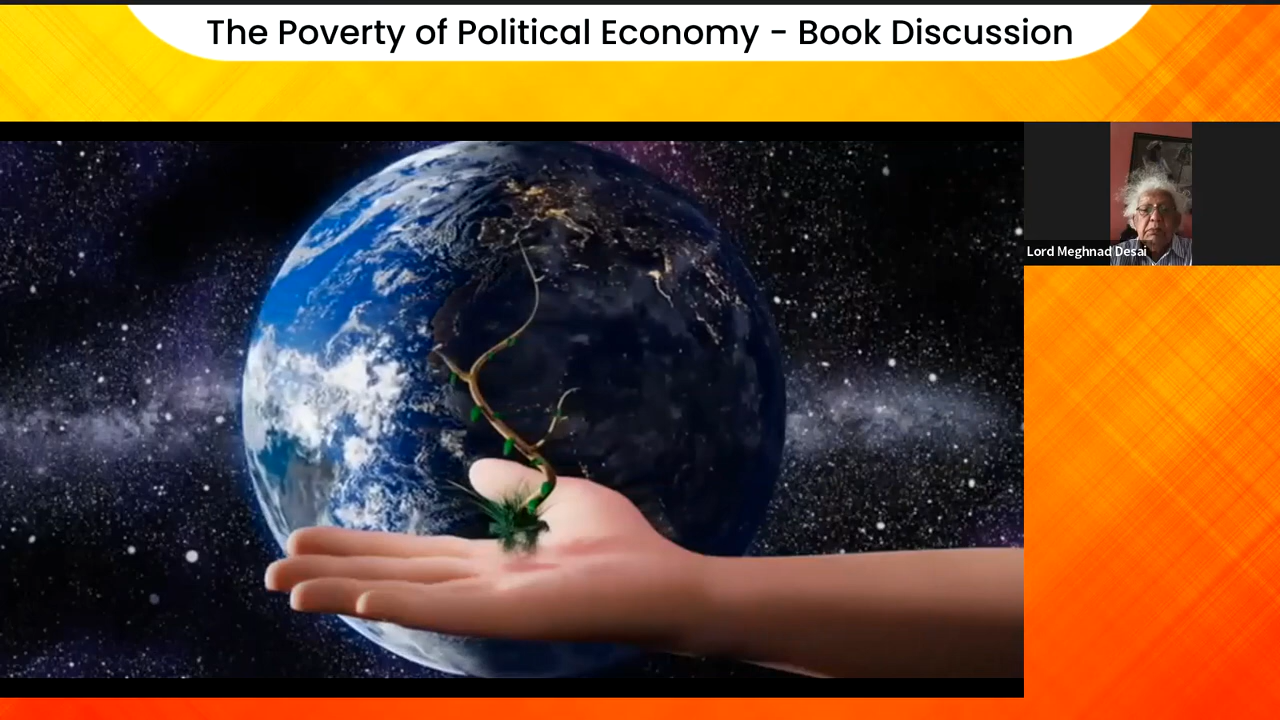 The Poverty of Political Economy - Book Discussion
Lord Meghnad Desai